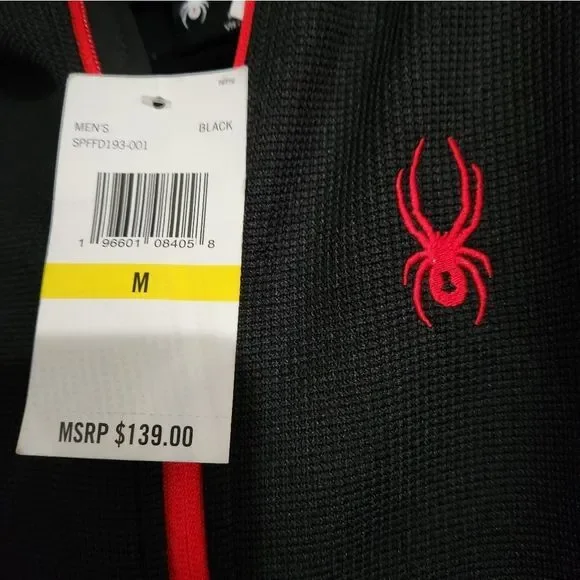 MEN'S BLACK
SPFFD193-001
1 96601 08405 8
M
MSRP $139.00